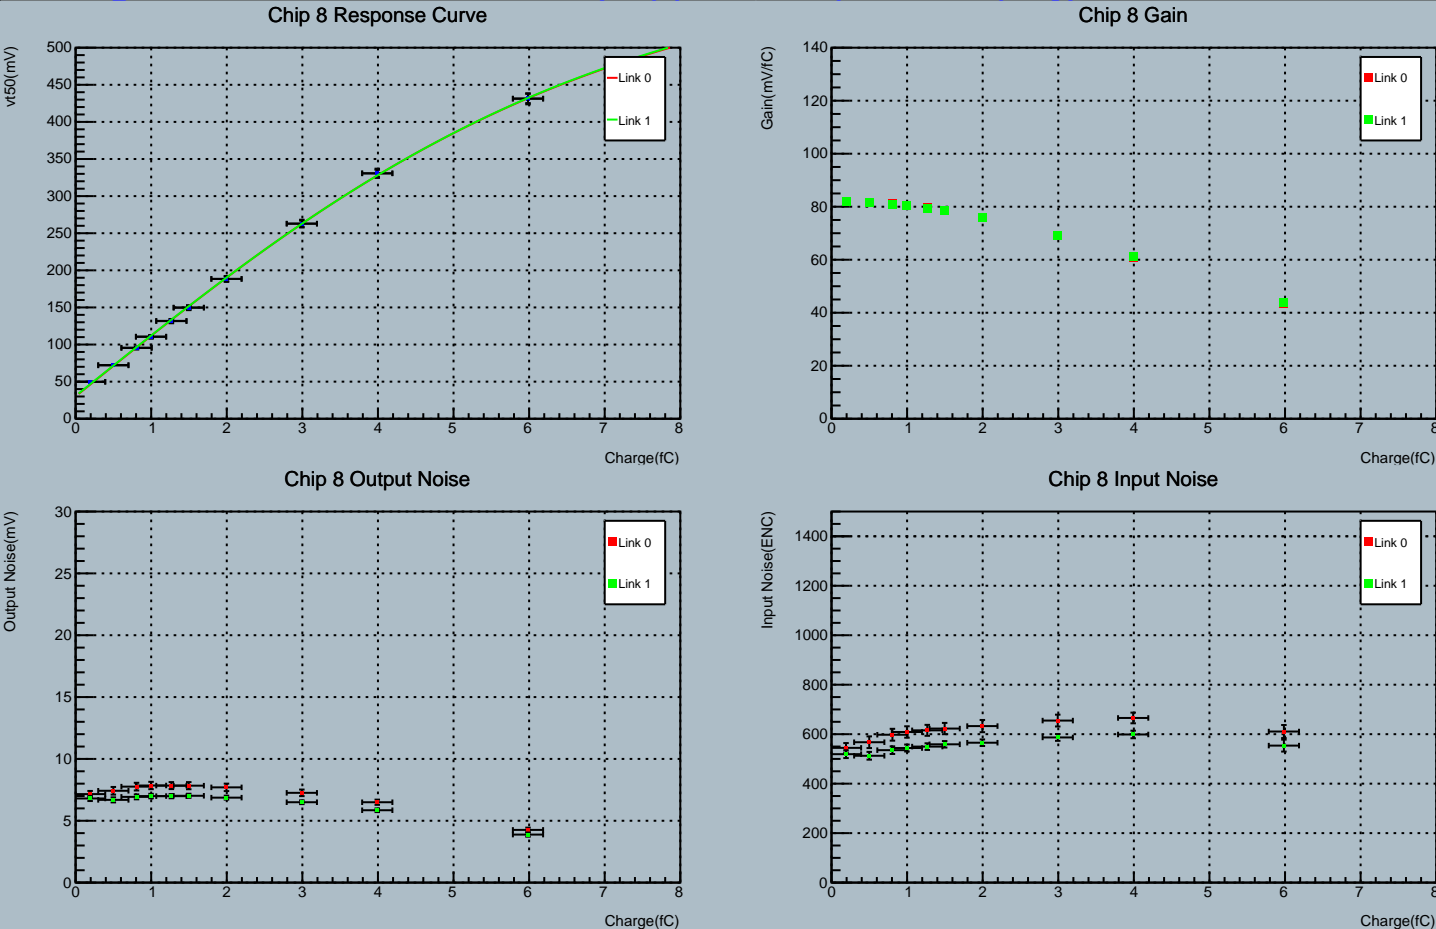 Chip 8 Response Curve
vt50(mV)
500
450
400
350
300
250
200
150
100
50
0
0 1 2 3 4 5 6 7 8
Charge(fC)
Link 0
Link 1
Chip 8 Gain
Gain(mV/fC)
140
120
100
80
60
40
20
0
0 1 2 3 4 5 6 7 8
Charge(fC)
Link 0
Link 1
Chip 8 Output Noise
Output Noise(mV)
30
25
20
15
10
5
0
0 1 2 3 4 5 6 7 8
Charge(fC)
Link 0
Link 1
Chip 8 Input Noise
Input Noise(ENC)
1400
1200
1000
800
600
400
200
0
0 1 2 3 4 5 6 7 8
Charge(fC)
Link 0
Link 1